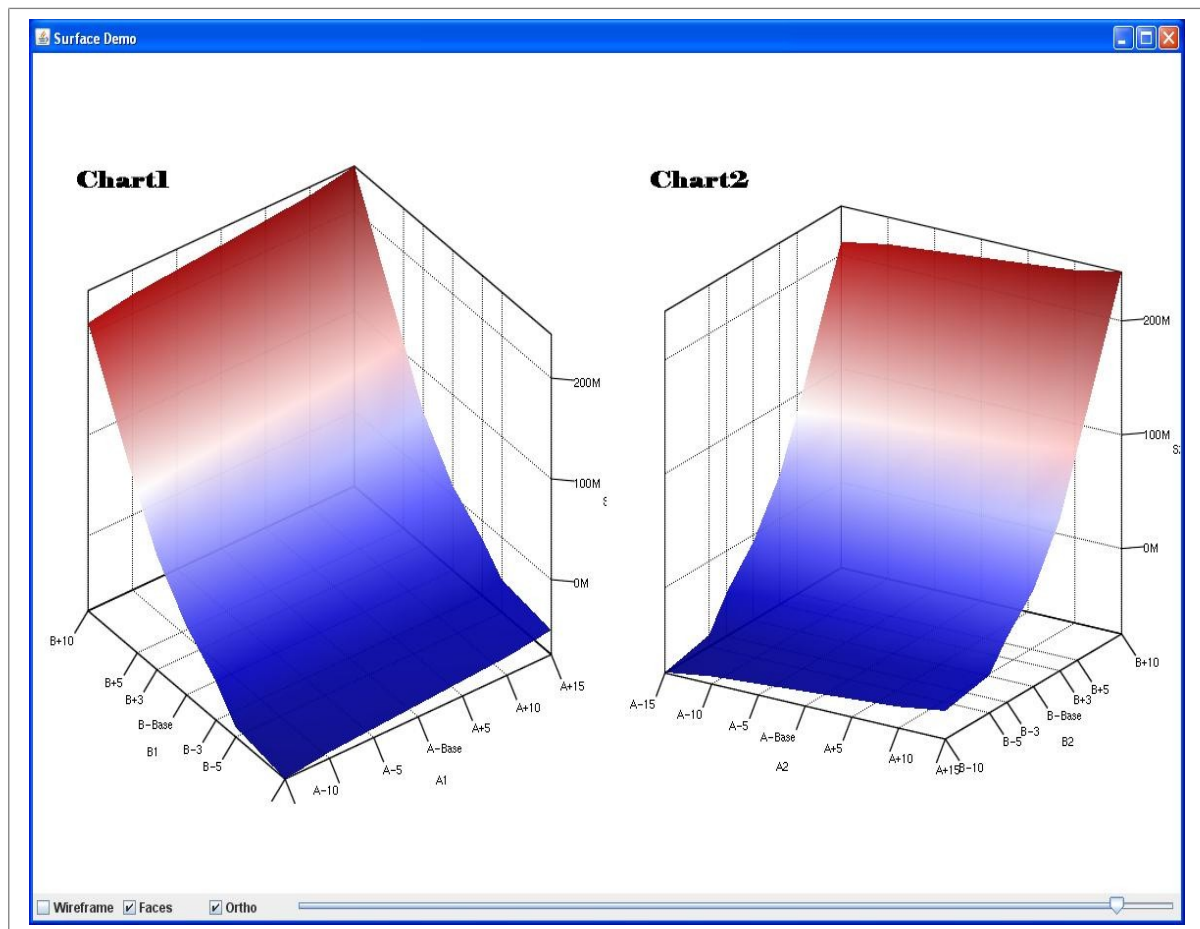 Surface Demo
Chart1
200M
100M
0M
B+10
B+5
B+3
B-Base
B-3
B-5
B1
A-10
A-5
A-Base
A+5
A+10
A+15
A1
Chart2
200M
100M
0M
A-15
A-10
A-5
A-Base
A+5
A+10
A+15
A2
B-10
B-5
B-3
B-Base
B+3
B+5
B+10
B2
Wireframe
Faces
Ortho